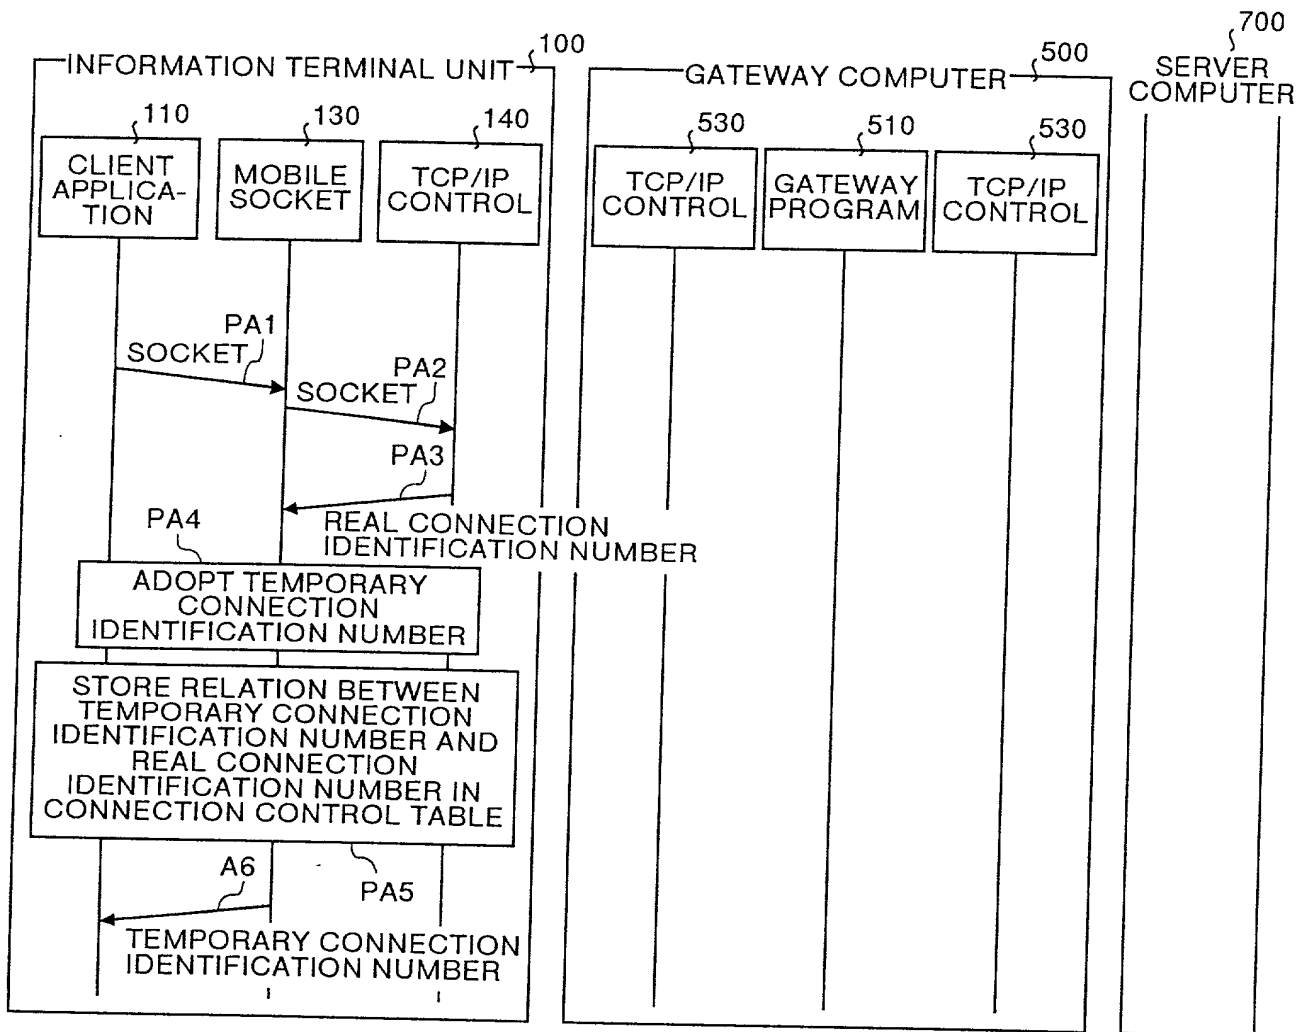 700
INFORMATION TERMINAL UNIT
100
GATEWAY COMPUTER
500
SERVER
COMPUTER
110
130
140
530
510
530
CLIENT
APPLICA-
TION
MOBILE
SOCKET
TCP/IP
CONTROL
TCP/IP
CONTROL
GATEWAY
PROGRAM
TCP/IP
CONTROL
PA1
SOCKET
PA2
SOCKET
PA3
REAL CONNECTION
IDENTIFICATION NUMBER
PA4
ADOPT TEMPORARY
CONNECTION
IDENTIFICATION NUMBER
STORE RELATION BETWEEN
TEMPORARY CONNECTION
IDENTIFICATION NUMBER AND
REAL CONNECTION
IDENTIFICATION NUMBER IN
CONNECTION CONTROL TABLE
A6
PA5
TEMPORARY CONNECTION
IDENTIFICATION NUMBER